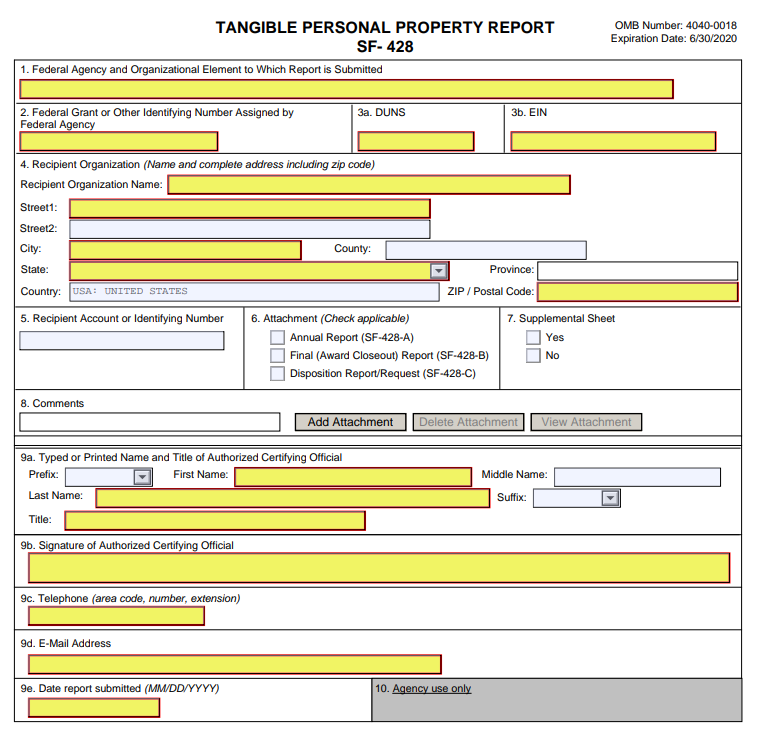 TANGIBLE PERSONAL PROPERTY REPORT
SF- 428
OMB Number: 4040-0018
Expiration Date: 6/30/2020
1. Federal Agency and Organizational Element to Which Report is Submitted
2. Federal Grant or Other Identifying Number Assigned by
Federal Agency
3a. DUNS
3b. EIN
4. Recipient Organization (Name and complete address including zip code)
Recipient Organization Name:
Street1:
Street2:
City: County:
State: Province:
Country: USA: UNITED STATES ZIP / Postal Code:
5. Recipient Account or Identifying Number
6. Attachment (Check applicable)
Annual Report (SF-428-A)
Final (Award Closeout) Report (SF-428-B)
Disposition Report/Request (SF-428-C)
7. Supplemental Sheet
Yes
No
8. Comments
Add Attachment Delete Attachment View Attachment
9a. Typed or Printed Name and Title of Authorized Certifying Official
Prefix: First Name: Middle Name:
Last Name: Suffix:
Title:
9b. Signature of Authorized Certifying Official
9c. Telephone (area code, number, extension)
9d. E-Mail Address
9e. Date report submitted (MM/DD/YYYY)
10. Agency use only